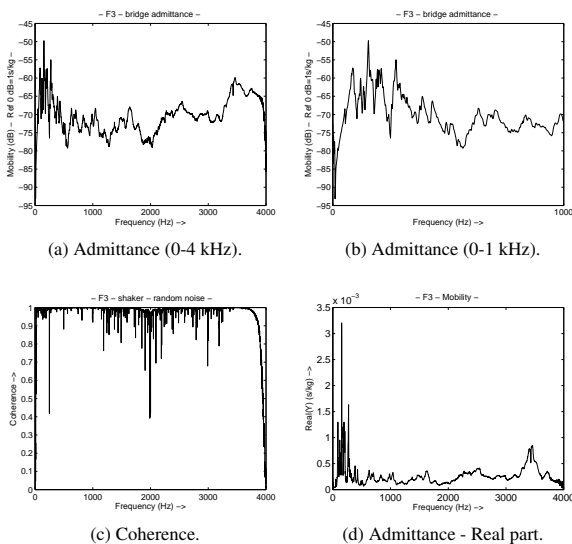 – F3 – bridge admittance –
Mobility (dB) – Ref 0 dB=1s/kg –
-45
-50
-55
-60
-65
-70
-75
-80
-85
-90
-95
0 1000 2000 3000 4000
Frequency (Hz) –>
(a) Admittance (0-4 kHz).
– F3 – bridge admittance –
Mobility (dB) – Ref 0 dB=1s/kg –
-45
-50
-55
-60
-65
-70
-75
-80
-85
-90
-95
0 1000
Frequency (Hz) –>
(b) Admittance (0-1 kHz).
– F3 – shaker – random noise –
Coherence –>
1
0.9
0.8
0.7
0.6
0.5
0.4
0.3
0.2
0.1
0
0 1000 2000 3000 4000
Frequency (Hz) –>
(c) Coherence.
x 10⁻³
– F3 – Mobility –
Real(Y) (s/kg) –>
3.5
3
2.5
2
1.5
1
0.5
0
0 1000 2000 3000 4000
Frequency (Hz) –>
(d) Admittance - Real part.